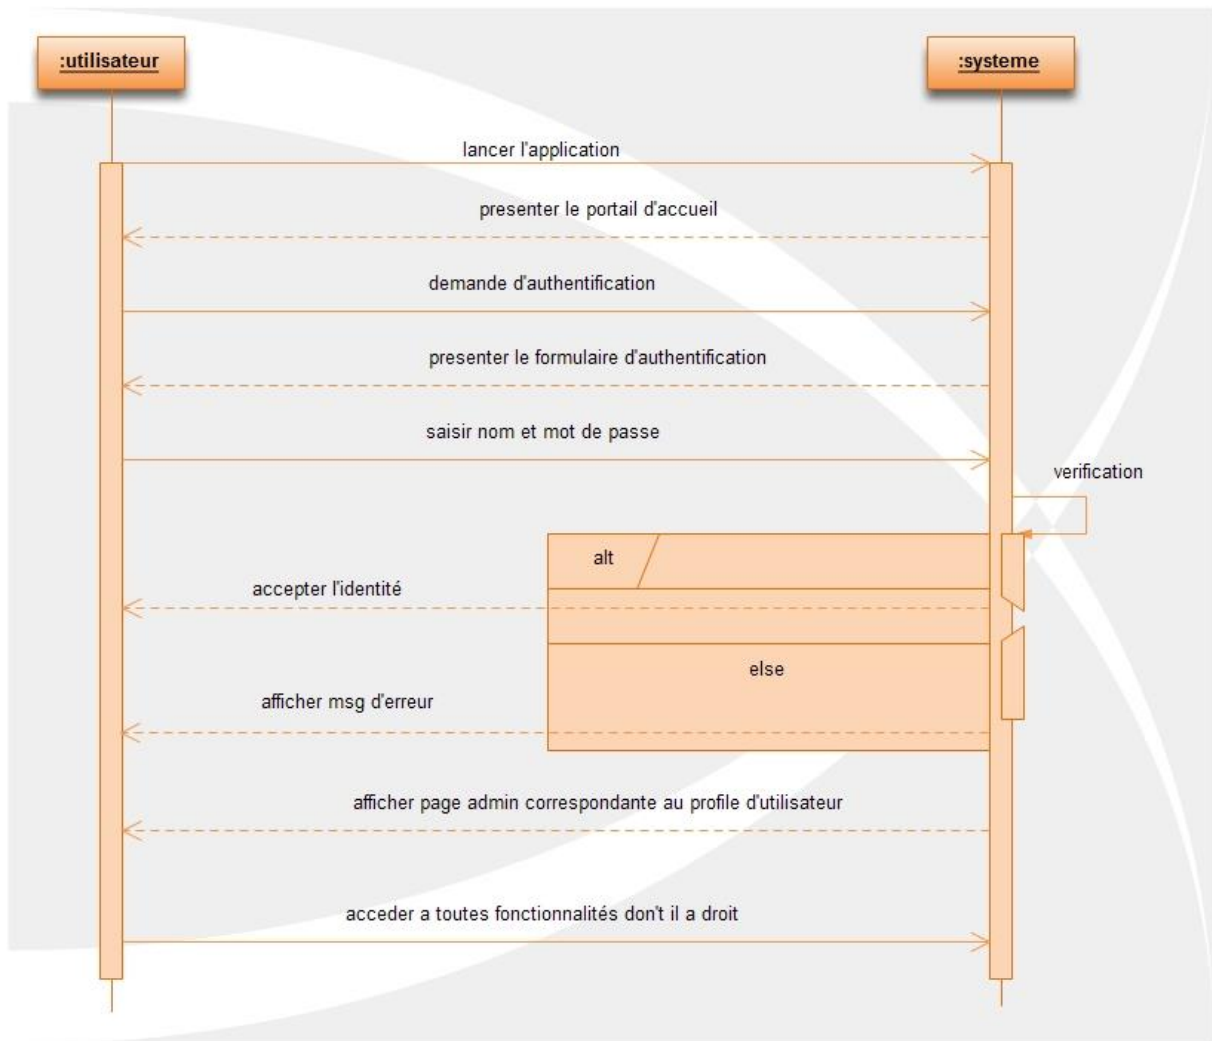 :utilisateur
:systeme
lancer l'application
presenter le portail d'accueil
demande d'authentification
presenter le formulaire d'authentification
saisir nom et mot de passe
verification
alt
accepter l'identité
else
afficher msg d'erreur
afficher page admin correspondante au profile d'utilisateur
acceder a toutes fonctionnalités don't il a droit